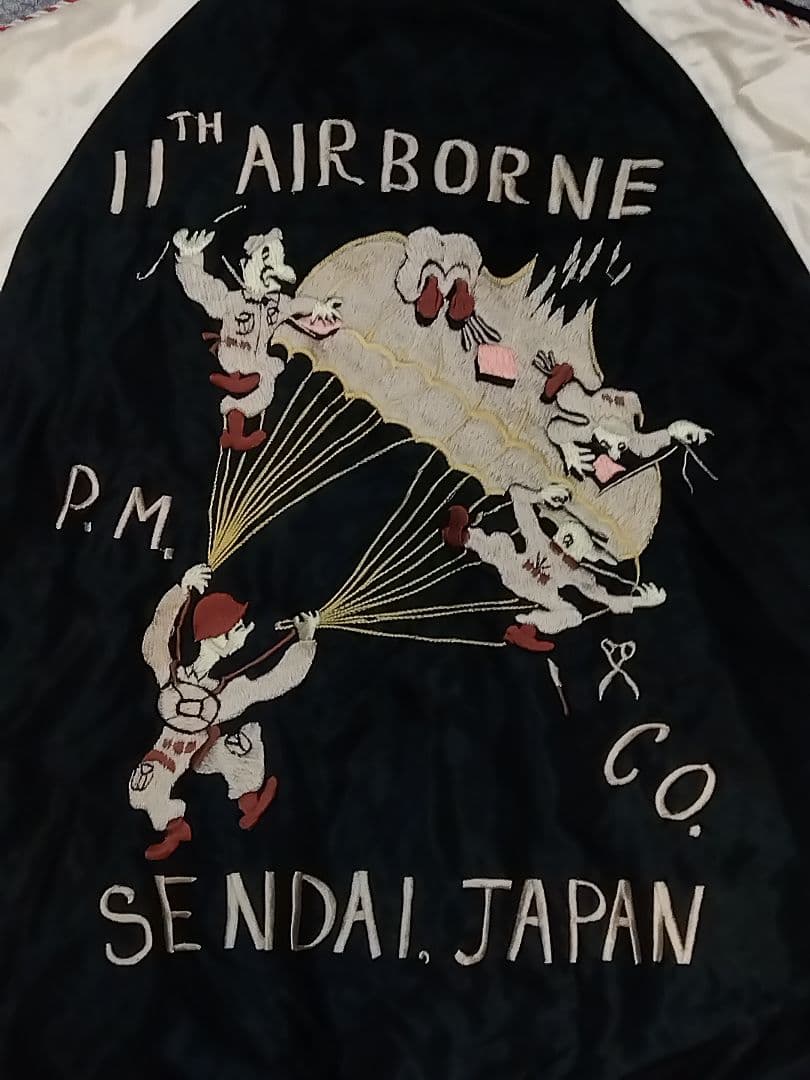 11TH AIRBORNE
P.M.
CO.
SENDAI, JAPAN